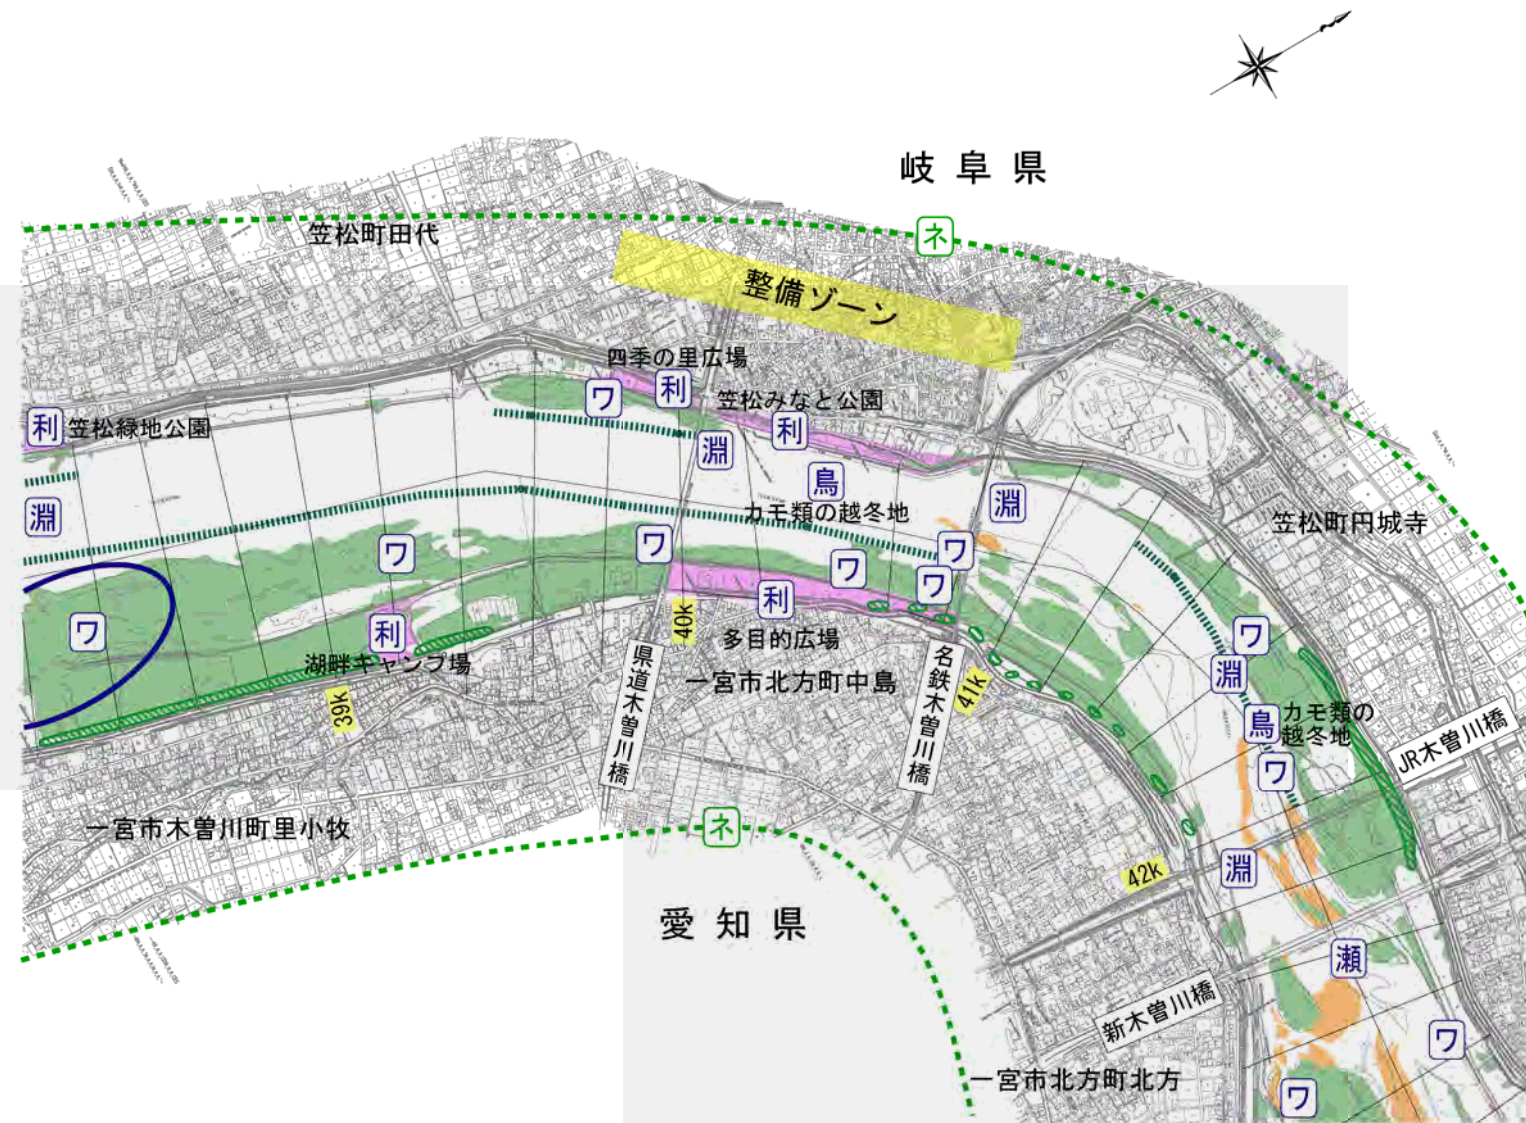 岐阜県
ネ
笠松町田代
整備ゾーン
四季の里広場
ワ
利
笠松みなと公園
利
利
笠松緑地公園
淵
鳥
カモ類の越冬地
淵
淵
笠松町円城寺
ワ
ワ
ワ
ワ
ワ
利
40k
多目的広場
ワ
利
湖畔キャンプ場
39k
県道木曽川橋
一宮市北方町中島
名鉄木曽川橋
41k
ワ
淵
鳥
カモ類の
越冬地
ワ
JR木曽川橋
一宮市木曽川町里小牧
ネ
42k
淵
愛知県
瀬
新木曽川橋
ワ
一宮市北方町北方
ワ